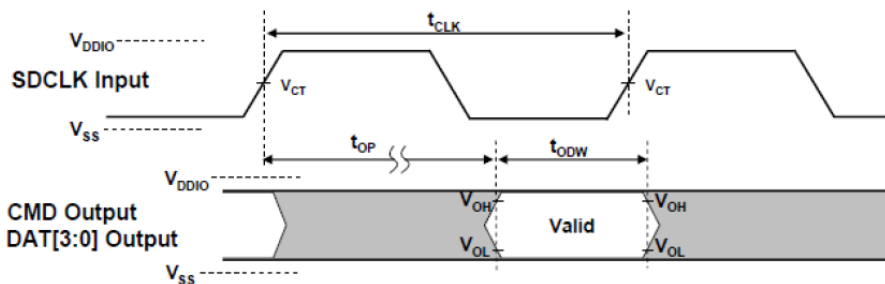 tCLK
VDDIO
SDCLK Input
VCT
VCT
VSS
tOP
tODW
VDDIO
CMD Output
DAT[3:0] Output
VOH
VOH
Valid
VOL
VOL
VSS